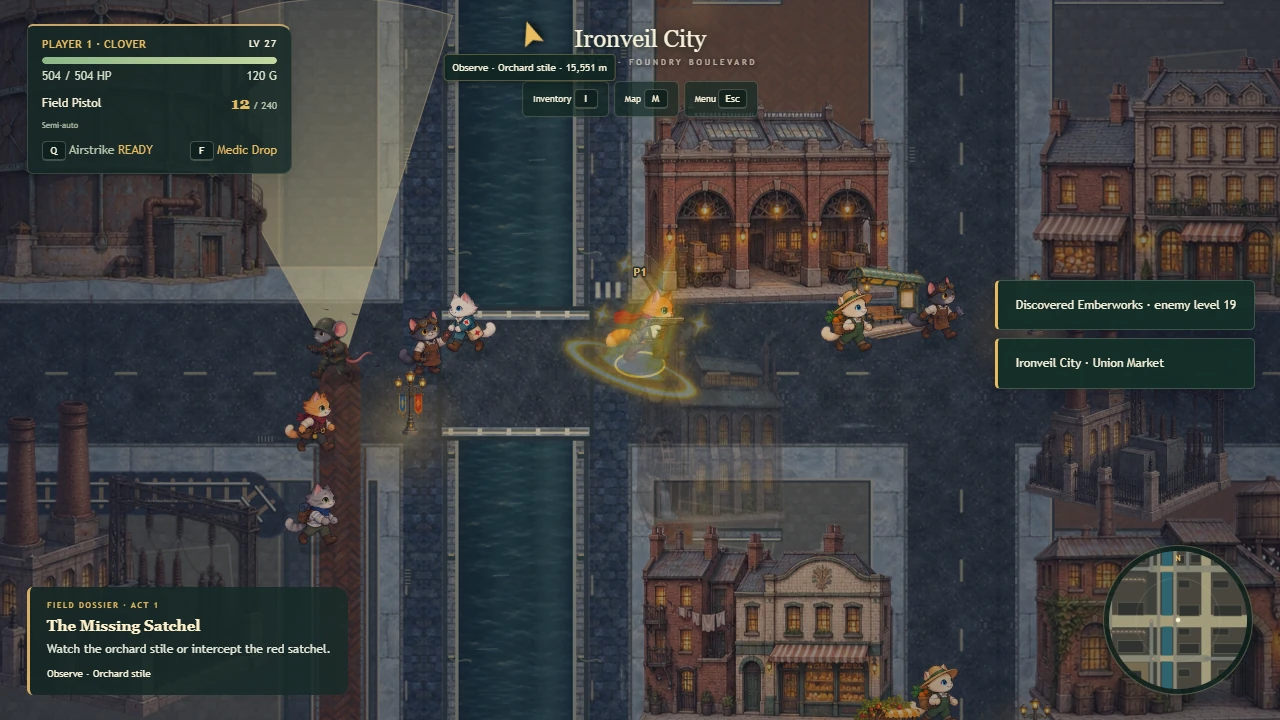 PLAYER 1 · CLOVER LV 27
504 / 504 HP 120 G
Field Pistol 12 / 240
Semi-auto
Q Airstrike READY F Medic Drop
Ironveil City
Observe - Orchard stile - 15,551 m
· FOUNDRY BOULEVARD
Inventory I Map M Menu Esc
P1
Discovered Emberworks · enemy level 19
Ironveil City · Union Market
FIELD DOSSIER · ACT 1
The Missing Satchel
Watch the orchard stile or intercept the red satchel.
Observe - Orchard stile
N